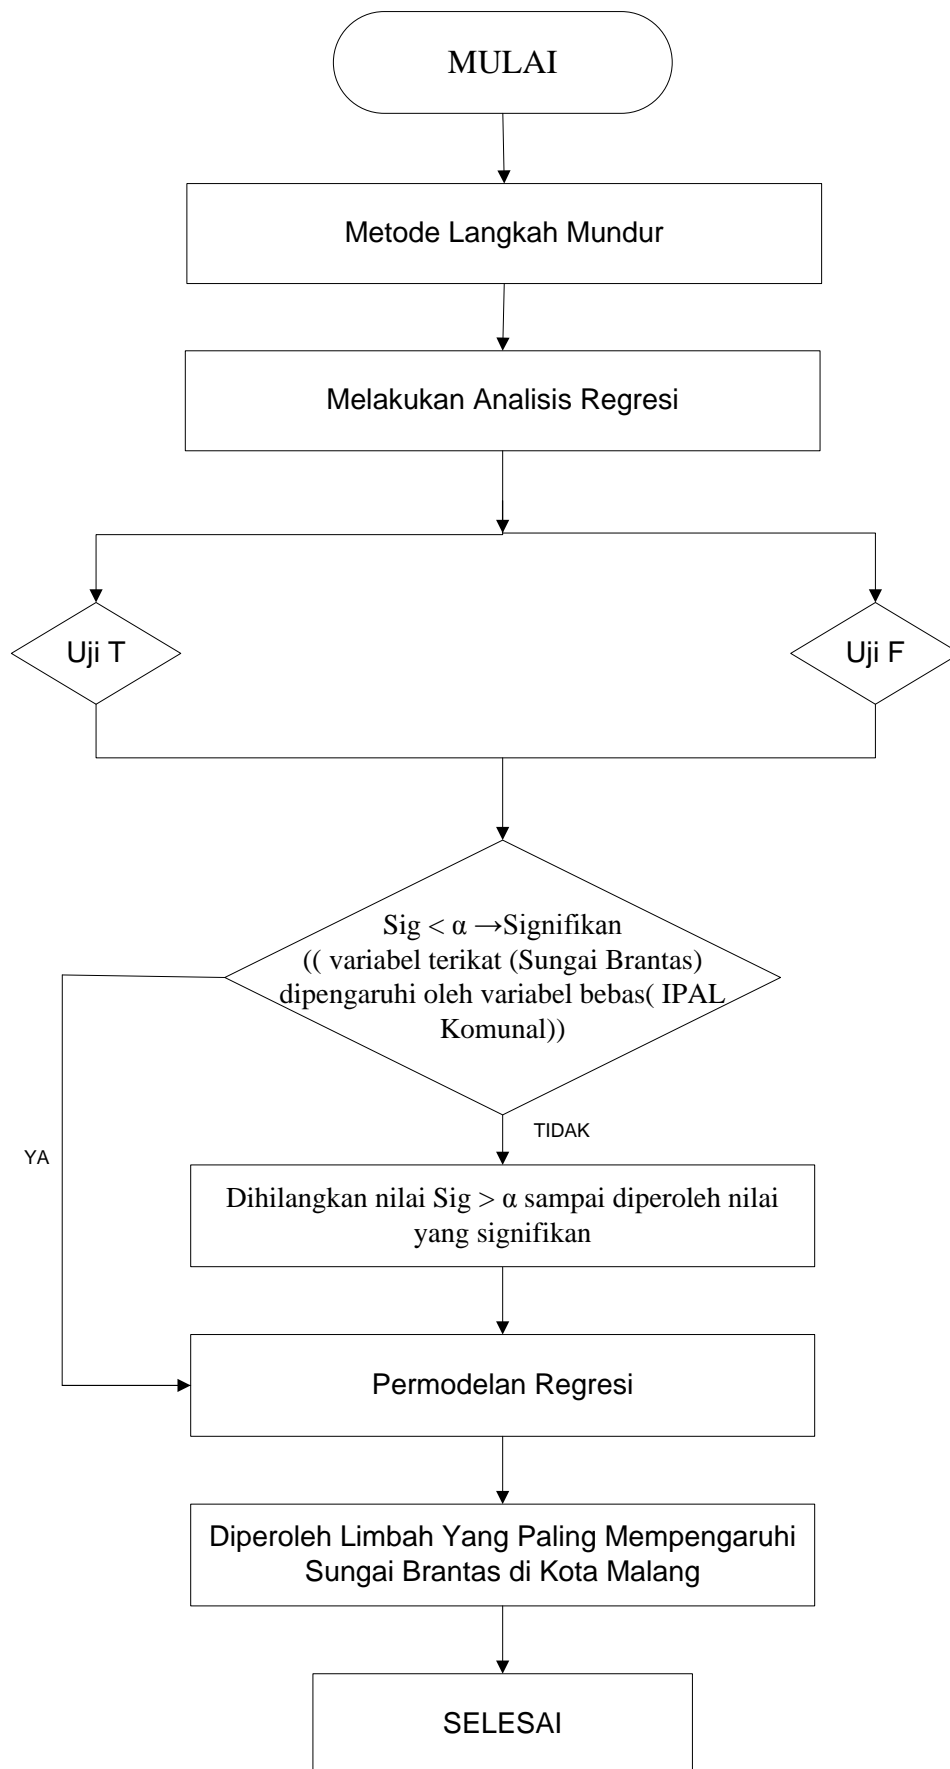 MULAI
Metode Langkah Mundur
Melakukan Analisis Regresi
Uji T
Uji F
Sig < α →Signifikan
(( variabel terikat (Sungai Brantas)
dipengaruhi oleh variabel bebas( IPAL
Komunal))
TIDAK
YA
Dihilangkan nilai Sig > α sampai diperoleh nilai
yang signifikan
Permodelan Regresi
Diperoleh Limbah Yang Paling Mempengaruhi
Sungai Brantas di Kota Malang
SELESAI